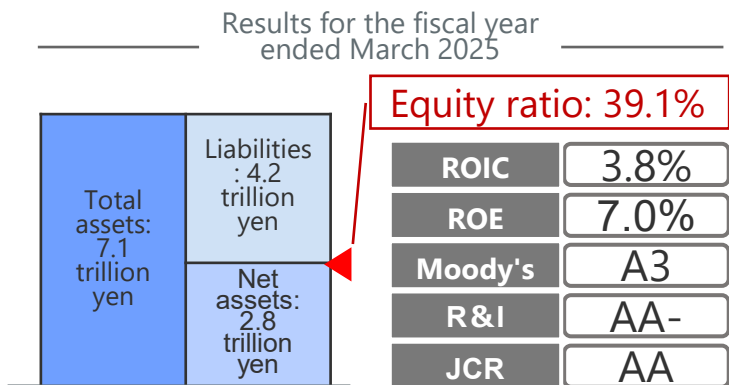 Results for the fiscal year
ended March 2025
Equity ratio: 39.1%
Total
assets:
7.1
trillion
yen
Liabilities
: 4.2
trillion
yen
Net
assets:
2.8
trillion
yen
ROIC 3.8%
ROE 7.0%
Moody's A3
R&I AA-
JCR AA